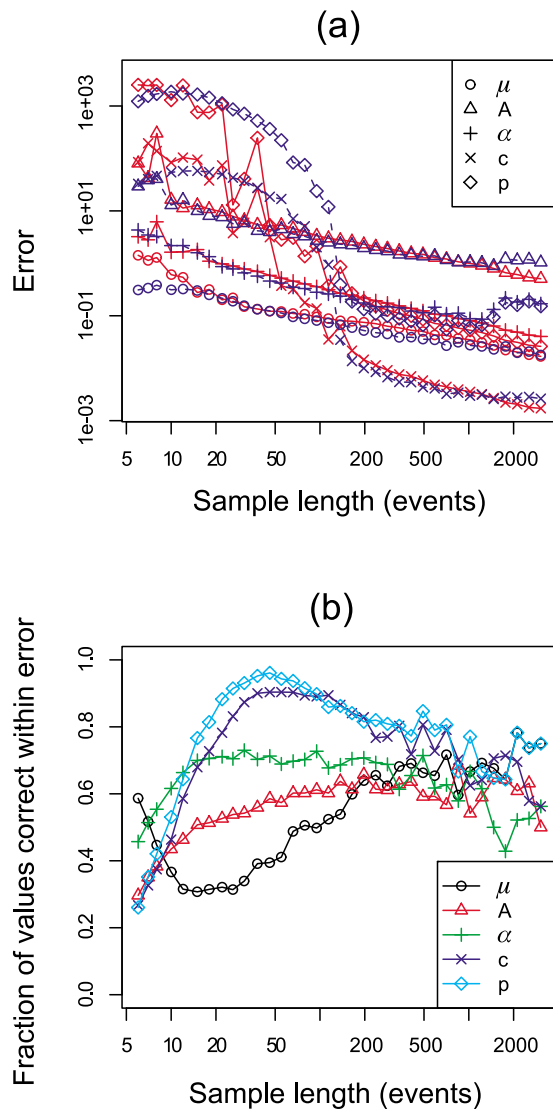 (a)
Error
1e+03
1e+01
1e-01
1e-03
μ
A
α
c
p
5 10 20 50 200 500 2000
Sample length (events)
(b)
Fraction of values correct within error
1.0
0.8
0.6
0.4
0.2
0.0
μ
A
α
c
p
5 10 20 50 200 500 2000
Sample length (events)